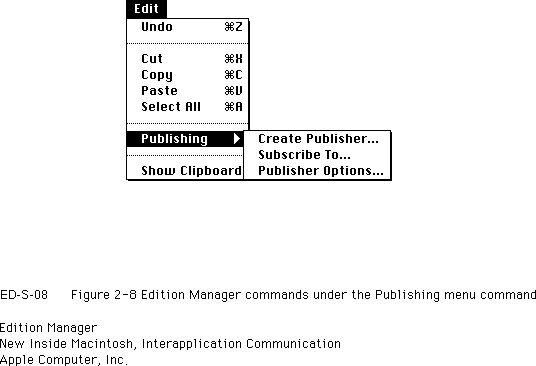 Edit
Undo ⌘Z
Cut ⌘X
Copy ⌘C
Paste ⌘V
Select All ⌘A
Publishing ▶
Create Publisher...
Subscribe To...
Publisher Options...
Show Clipboard
ED-S-08 Figure 2-8 Edition Manager commands under the Publishing menu command
Edition Manager
New Inside Macintosh, Interapplication Communication
Apple Computer, Inc.